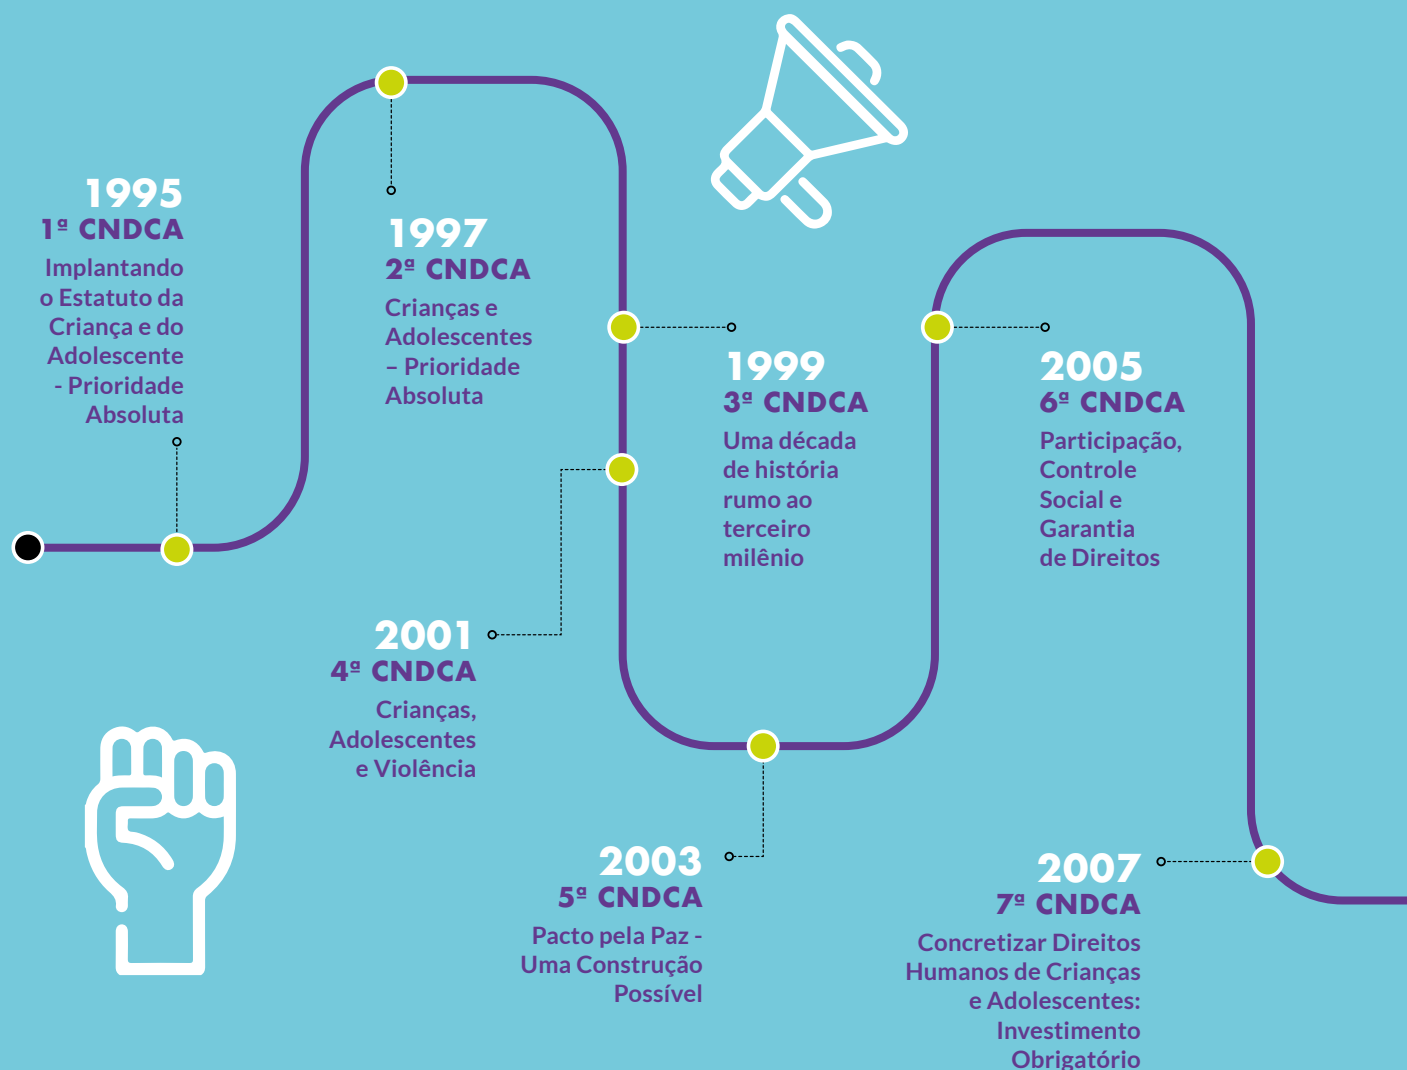 1995
1ª CNDCA
Implantando
o Estatuto da
Criança e do
Adolescente
- Prioridade
Absoluta
1997
2ª CNDCA
Crianças e
Adolescentes
– Prioridade
Absoluta
1999
3ª CNDCA
Uma década
de história
rumo ao
terceiro
milênio
2001
4ª CNDCA
Crianças,
Adolescentes
e Violência
2003
5ª CNDCA
Pacto pela Paz -
Uma Construção
Possível
2005
6ª CNDCA
Participação,
Controle
Social e
Garantia
de Direitos
2007
7ª CNDCA
Concretizar Direitos
Humanos de Crianças
e Adolescentes:
Investimento
Obrigatório